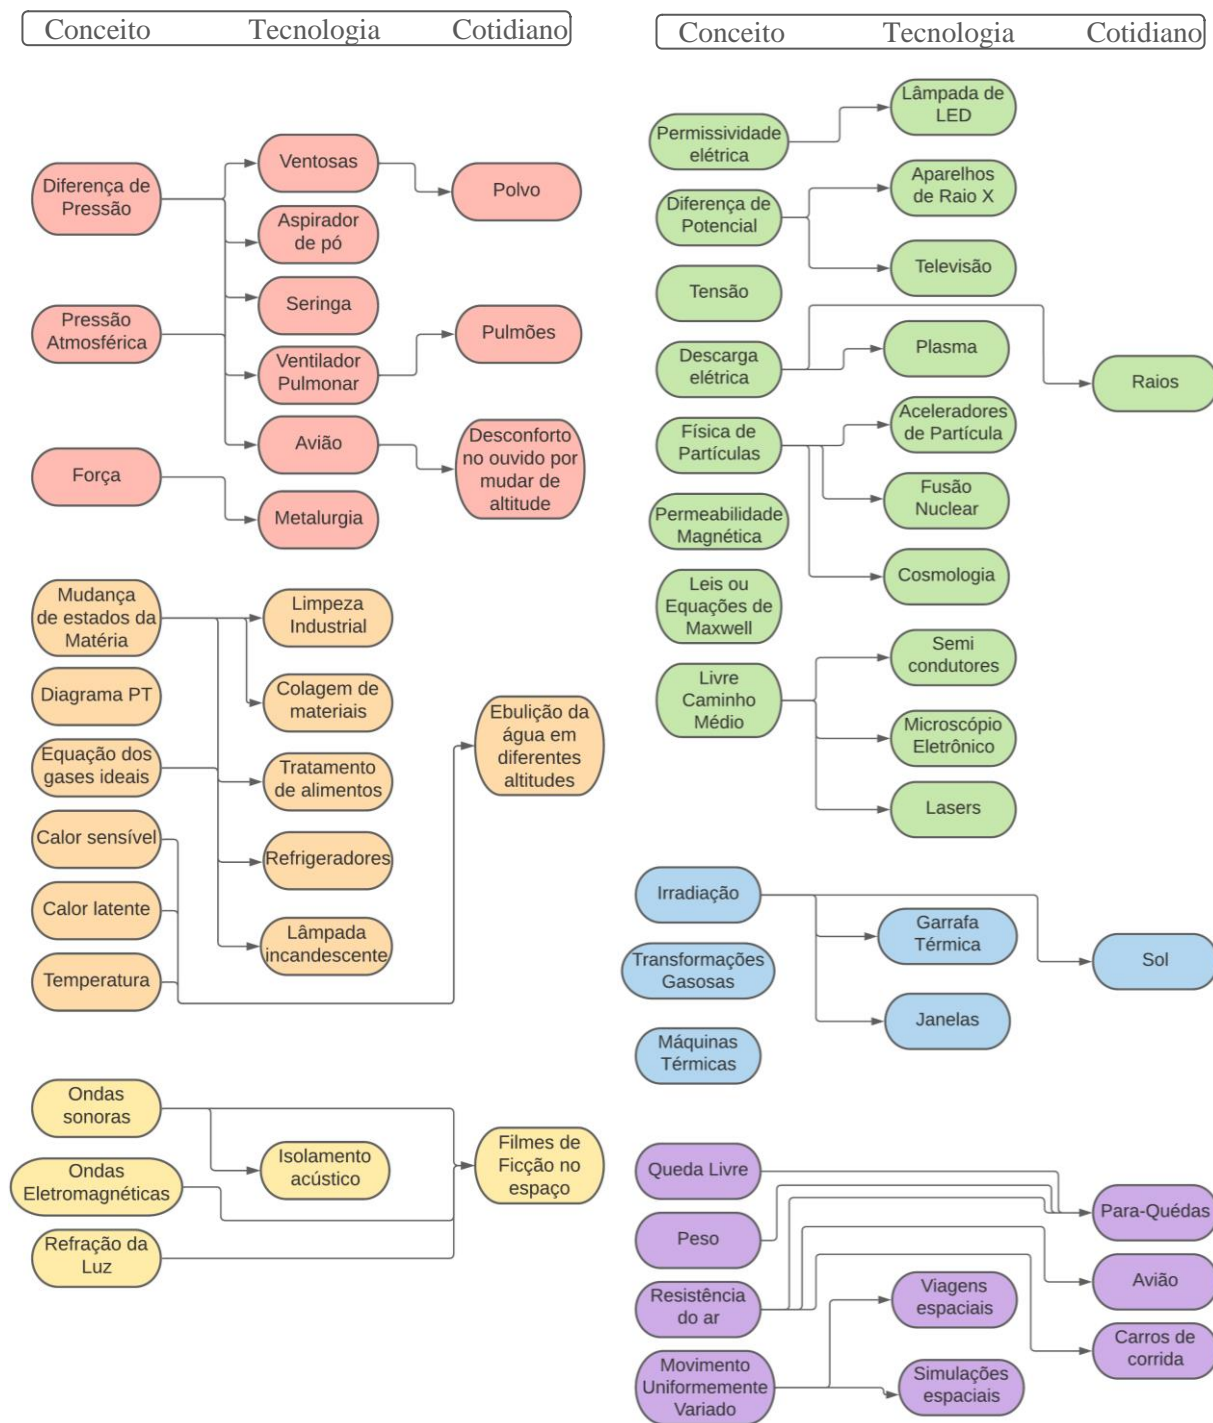 Conceito Tecnologia Cotidiano
Diferença de
Pressão
Ventosas
Polvo
Aspirador
de pó
Seringa
Pressão
Atmosférica
Ventilador
Pulmonar
Pulmões
Avião
Desconforto
no ouvido por
mudar de
altitude
Força
Metalurgia
Mudança
de estados da
Matéria
Limpeza
Industrial
Diagrama PT
Colagem de
materiais
Ebulição da
água em
diferentes
altitudes
Equação dos
gases ideais
Tratamento
de alimentos
Calor sensível
Refrigeradores
Calor latente
Lâmpada
incandescente
Temperatura
Ondas
sonoras
Isolamento
acústico
Filmes de
Ficção no
espaço
Ondas
Eletromagnéticas
Refração da
Luz
Conceito Tecnologia Cotidiano
Permissividade
elétrica
Lâmpada de
LED
Diferença de
Potencial
Aparelhos
de Raio X
Televisão
Tensão
Descarga
elétrica
Plasma
Raios
Física de
Partículas
Aceleradores
de Partícula
Fusão
Nuclear
Permeabilidade
Magnética
Cosmologia
Leis ou
Equações de
Maxwell
Livre
Caminho
Médio
Semi
condutores
Microscópio
Eletrônico
Lasers
Irradiação
Garrafa
Térmica
Sol
Transformações
Gasosas
Janelas
Máquinas
Térmicas
Queda Livre
Para-Quédas
Peso
Avião
Resistência
do ar
Viagens
espaciais
Carros de
corrida
Movimento
Uniformemente
Variado
Simulações
espaciais